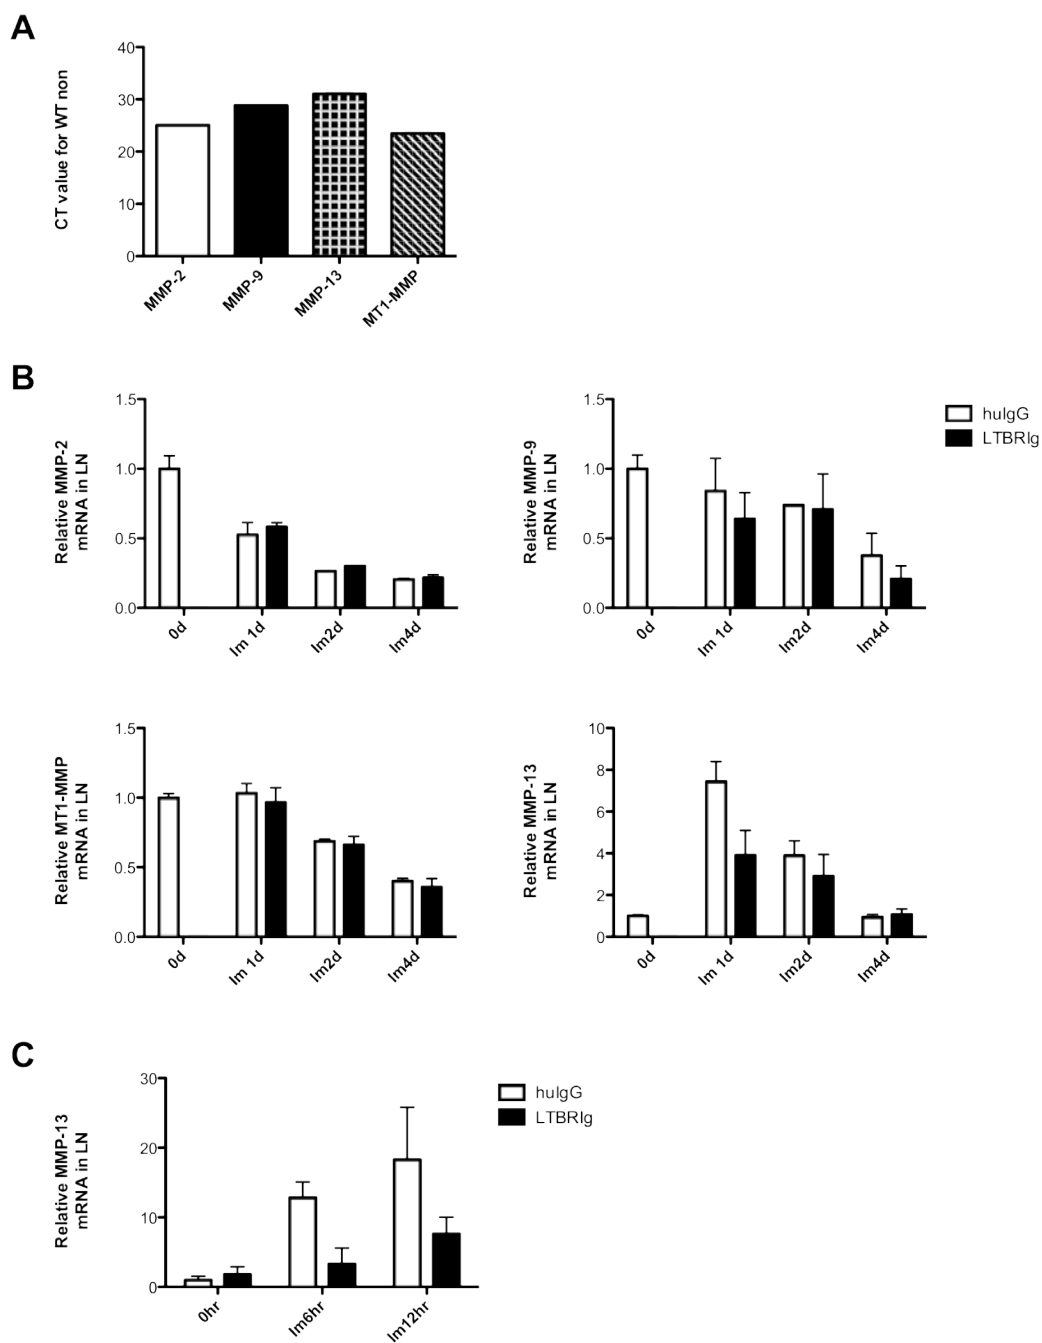 A
CT value for WT non
40
30
20
10
0
MMP-2
MMP-9
MMP-13
MT1-MMP
B
Relative MMP-2
mRNA in LN
1.5
1.0
0.5
0.0
0d
Im 1d
Im2d
Im4d
Relative MMP-9
mRNA in LN
1.5
1.0
0.5
0.0
0d
Im 1d
Im2d
Im4d
huIgG
LTBRIg
Relative MT1-MMP
mRNA in LN
1.5
1.0
0.5
0.0
0d
Im 1d
Im2d
Im4d
Relative MMP-13
mRNA in LN
10
8
6
4
2
0
0d
Im 1d
Im2d
Im4d
C
Relative MMP-13
mRNA in LN
30
20
10
0
0hr
Im6hr
Im12hr
huIgG
LTBRIg